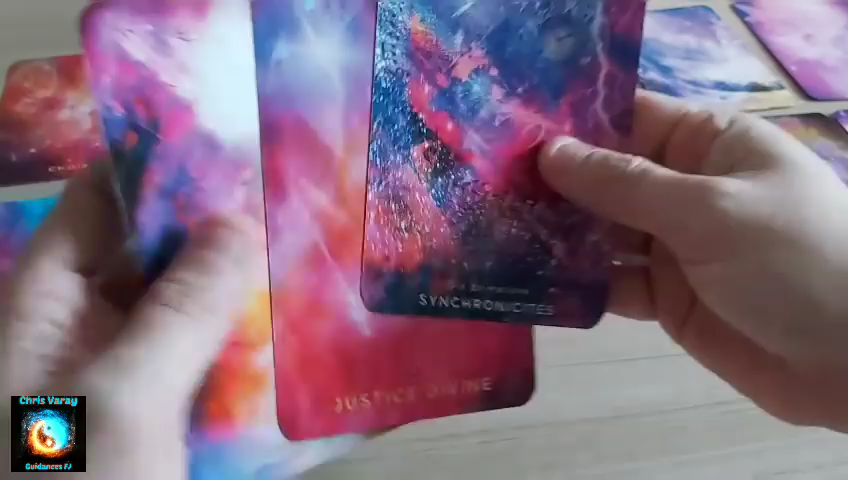 SYNCHRONICITES
JUSTICE DIVINE
Chris Varay
Guidances FJ